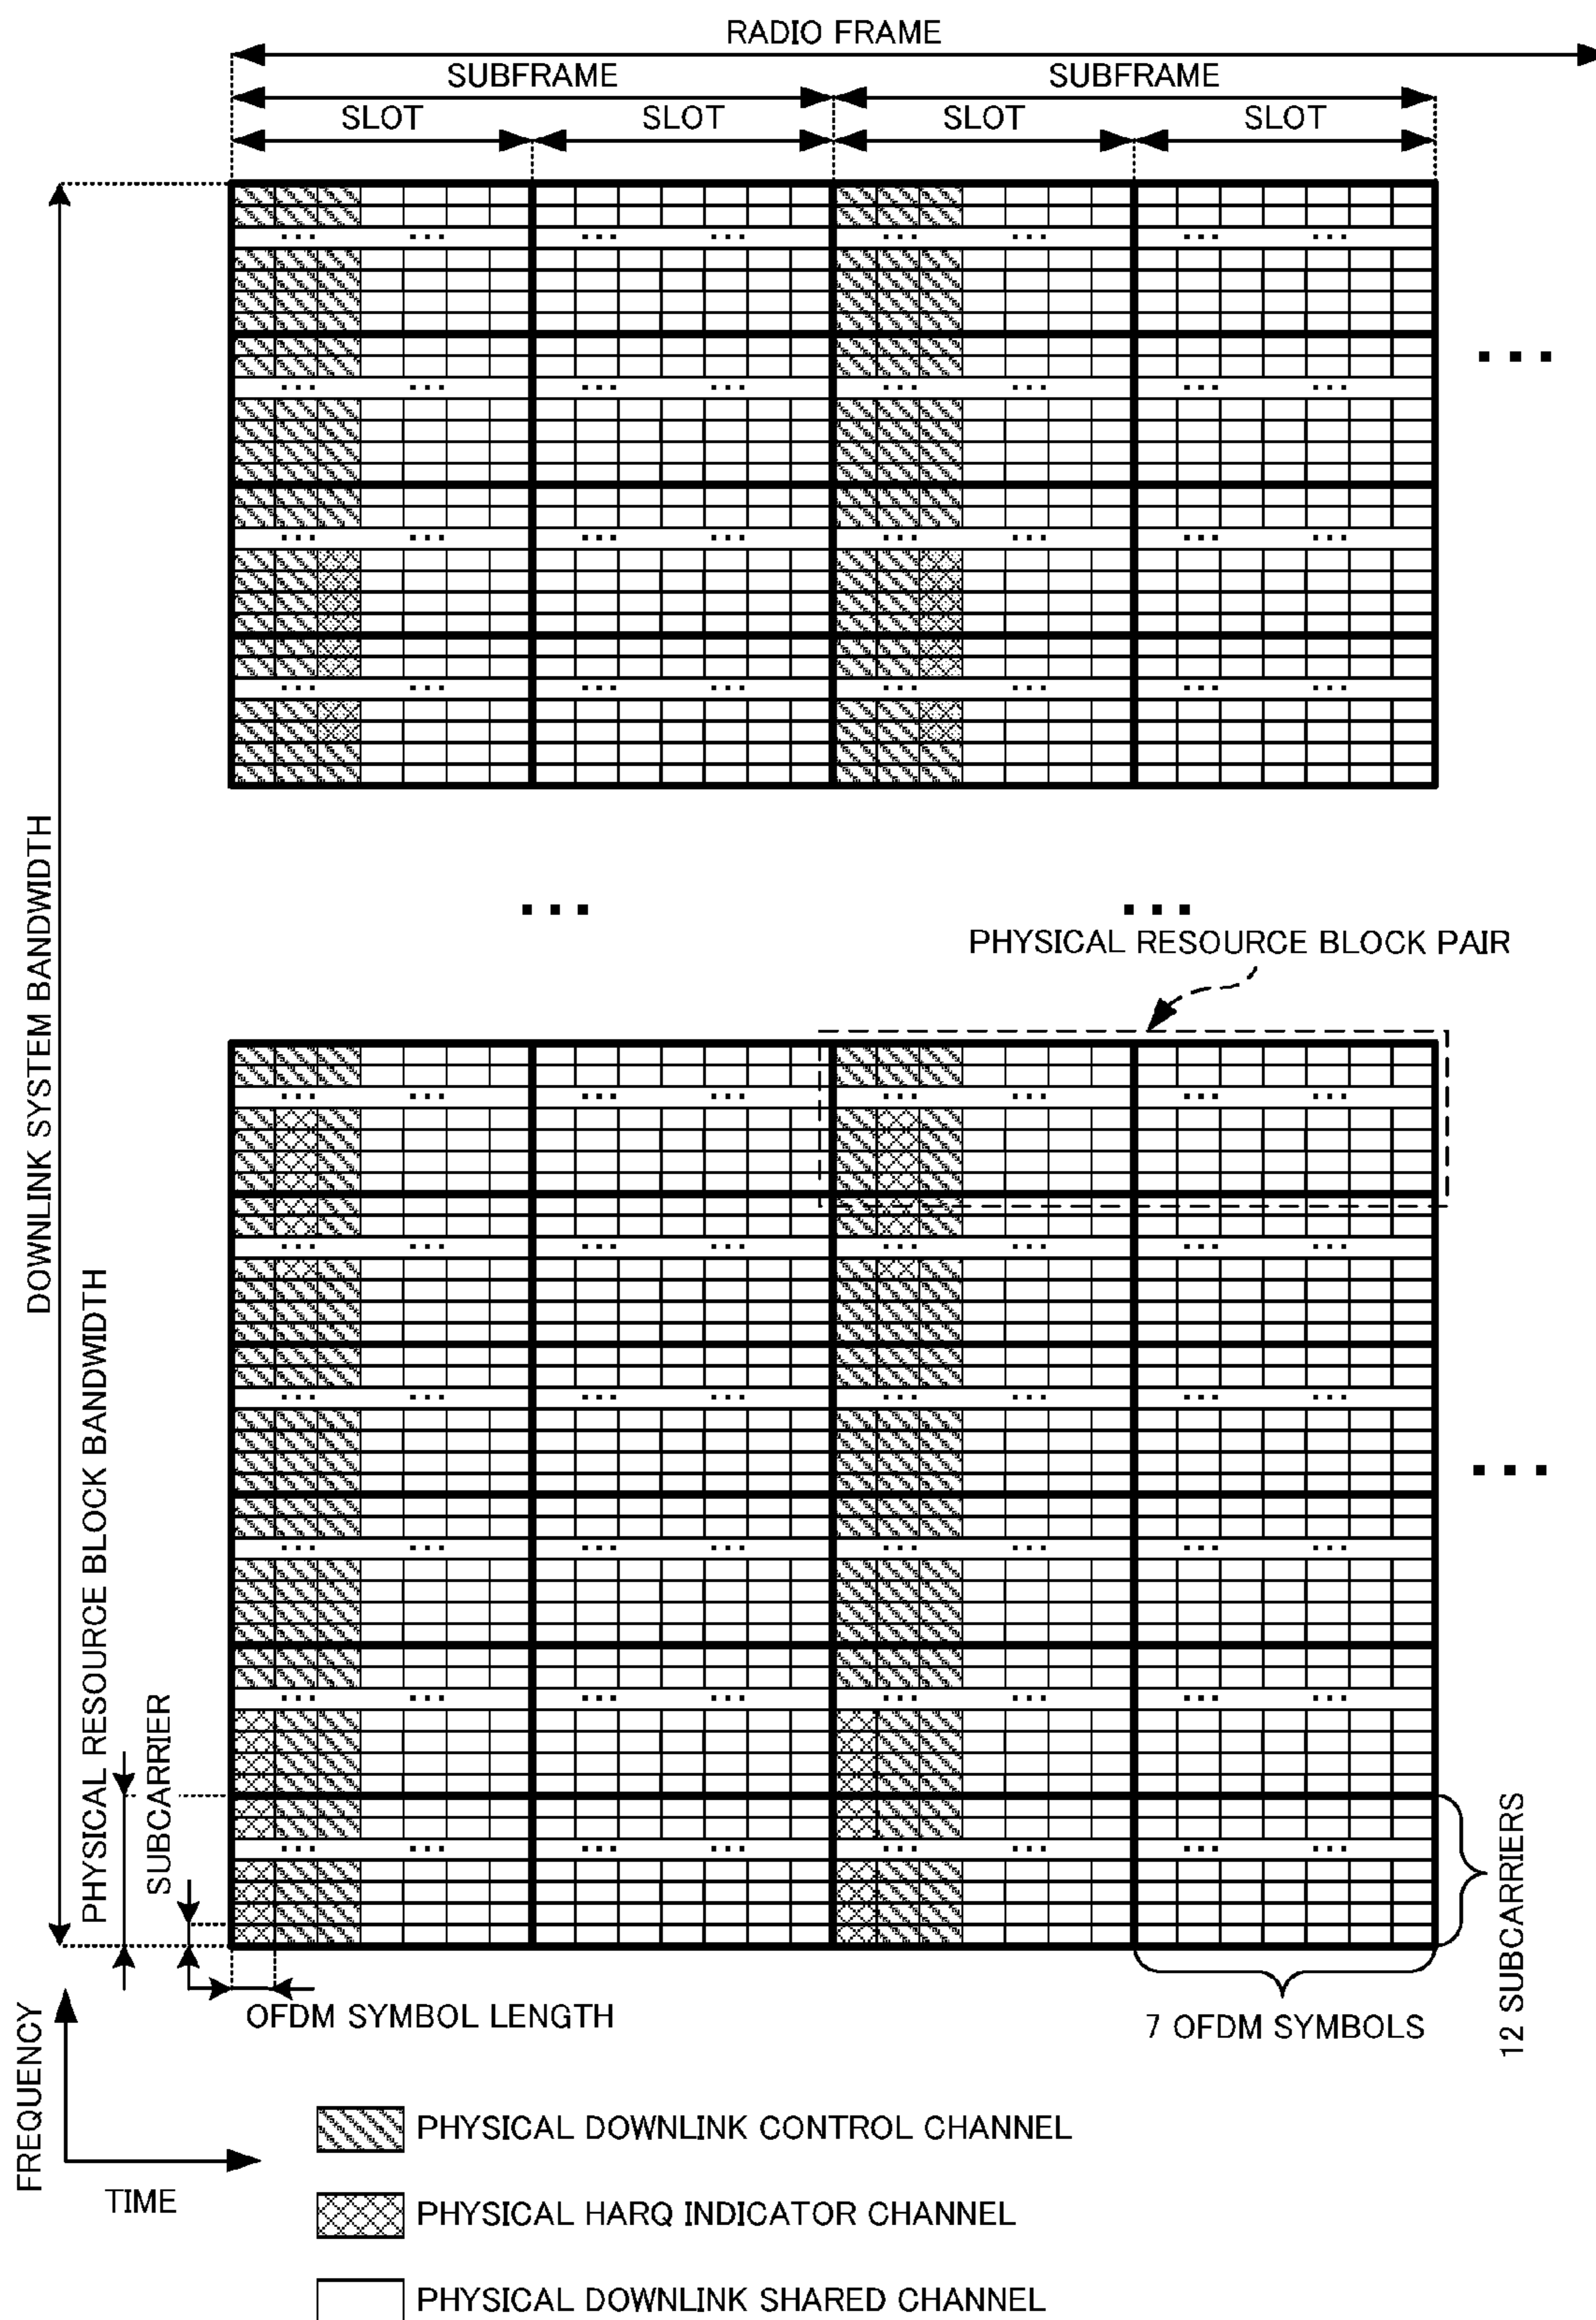 RADIO FRAME
SUBFRAME SUBFRAME
SLOT SLOT SLOT SLOT
DOWNLINK SYSTEM BANDWIDTH
PHYSICAL RESOURCE BLOCK PAIR
PHYSICAL RESOURCE BLOCK BANDWIDTH
SUBCARRIER
12 SUBCARRIERS
OFDM SYMBOL LENGTH
7 OFDM SYMBOLS
FREQUENCY
TIME
PHYSICAL DOWNLINK CONTROL CHANNEL
PHYSICAL HARQ INDICATOR CHANNEL
PHYSICAL DOWNLINK SHARED CHANNEL